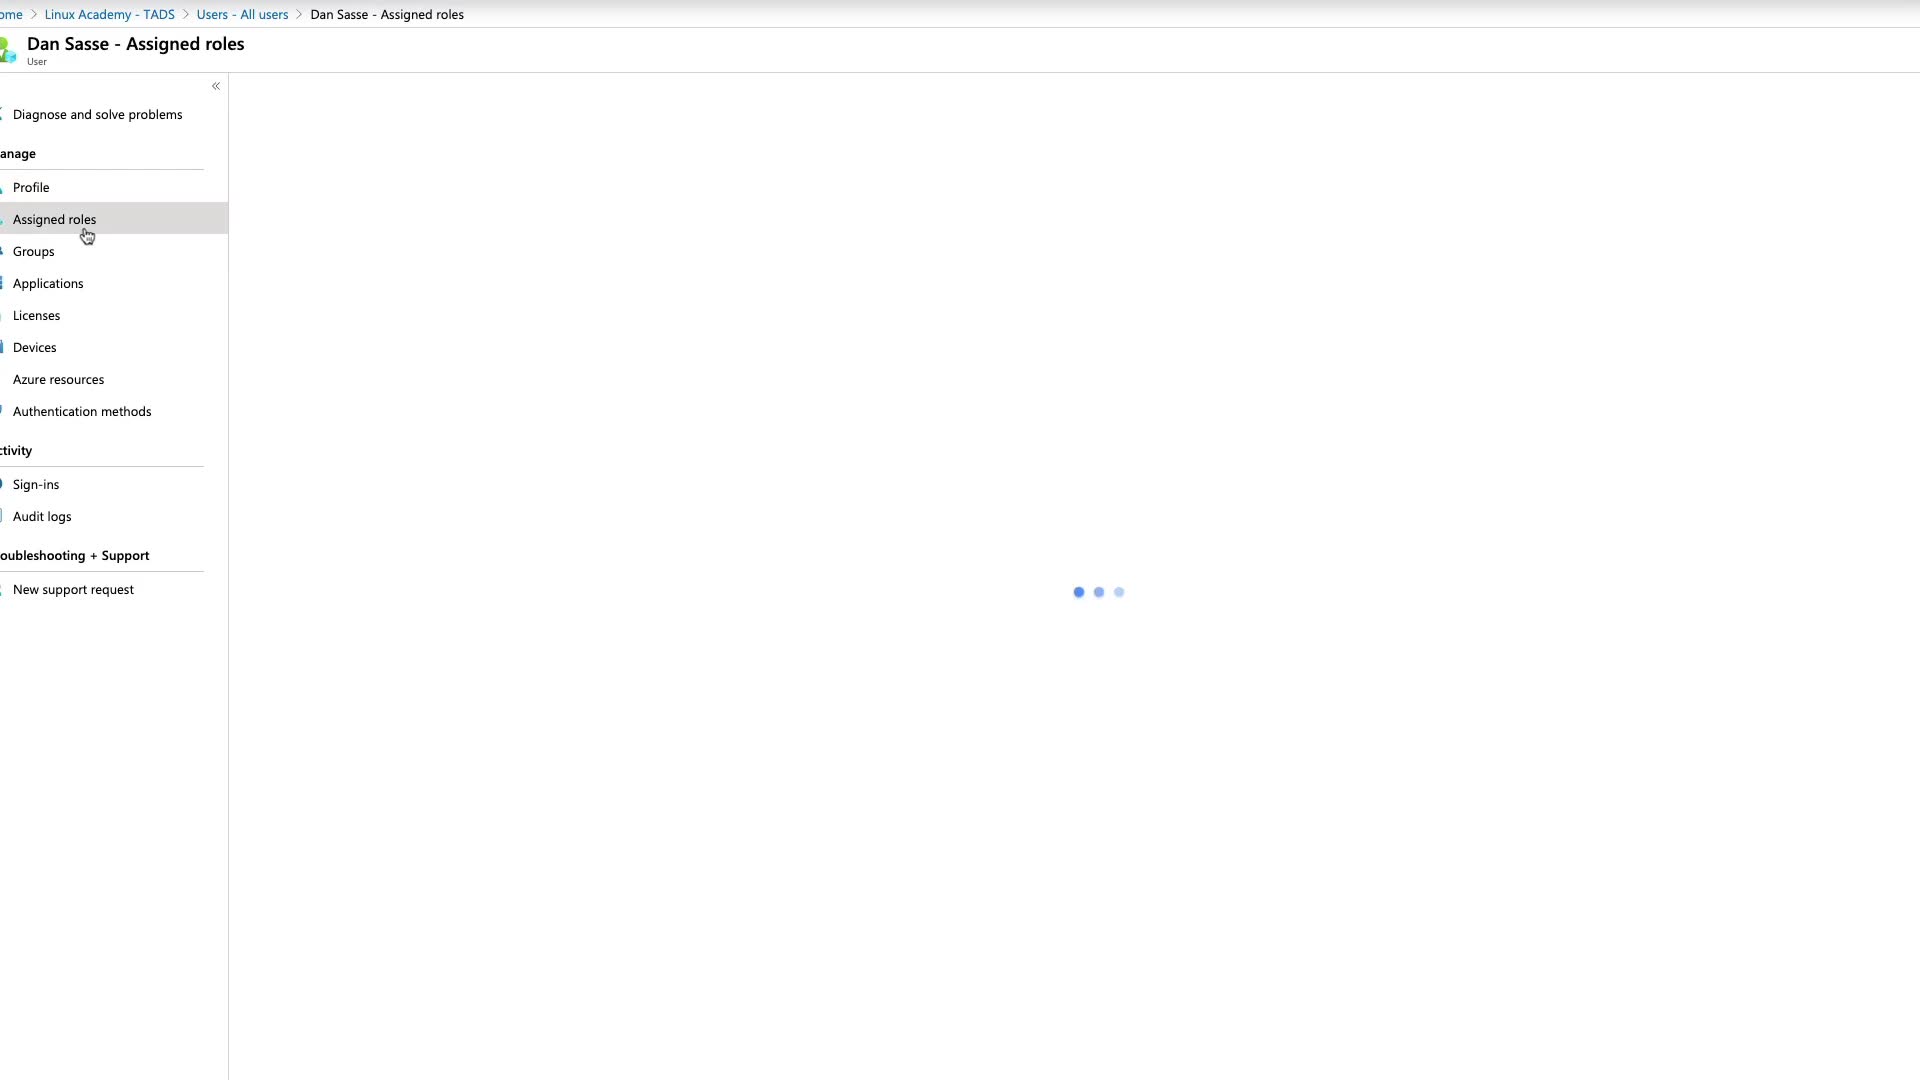 ome > Linux Academy - TADS > Users - All users > Dan Sasse - Assigned roles
Dan Sasse - Assigned roles
User
«
Diagnose and solve problems
anage
Profile
Assigned roles
Groups
Applications
Licenses
Devices
Azure resources
Authentication methods
ctivity
Sign-ins
Audit logs
oubleshooting + Support
New support request